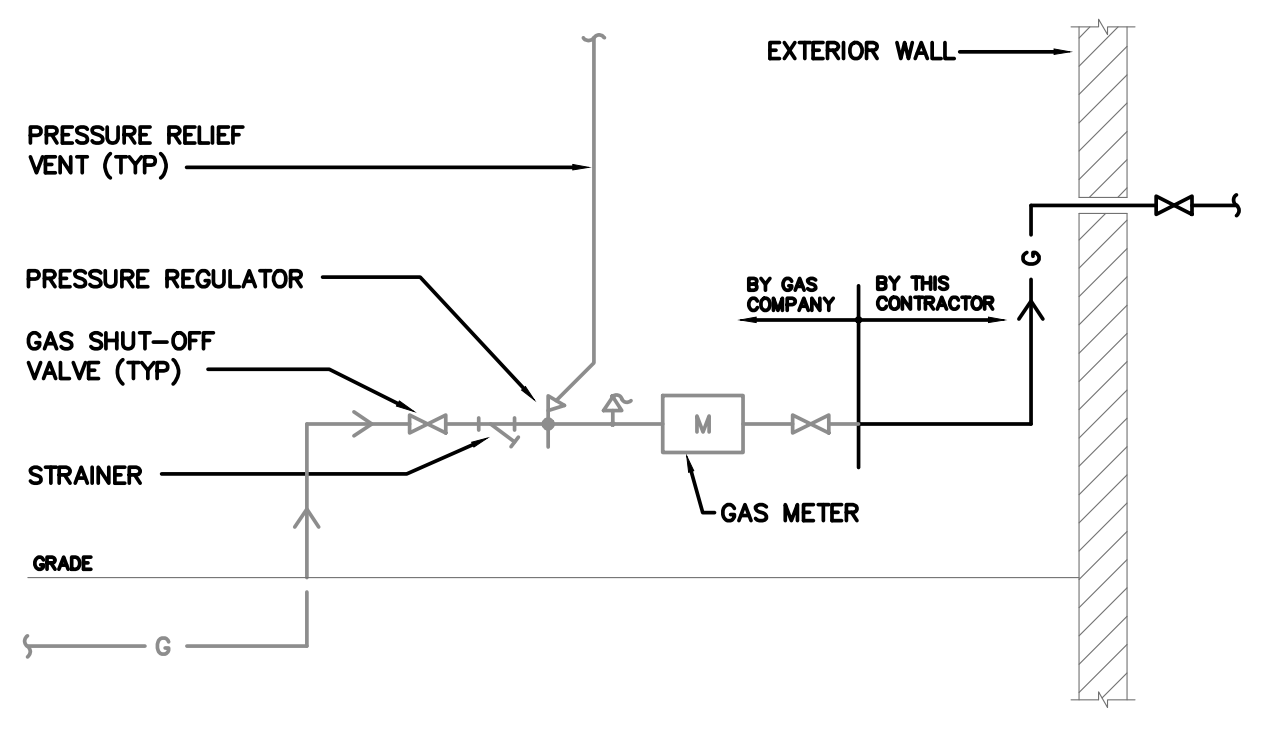 EXTERIOR WALL
PRESSURE RELIEF
VENT (TYP)
G
PRESSURE REGULATOR
BY GAS
COMPANY
BY THIS
CONTRACTOR
GAS SHUT-OFF
VALVE (TYP)
M
STRAINER
GAS METER
GRADE
G